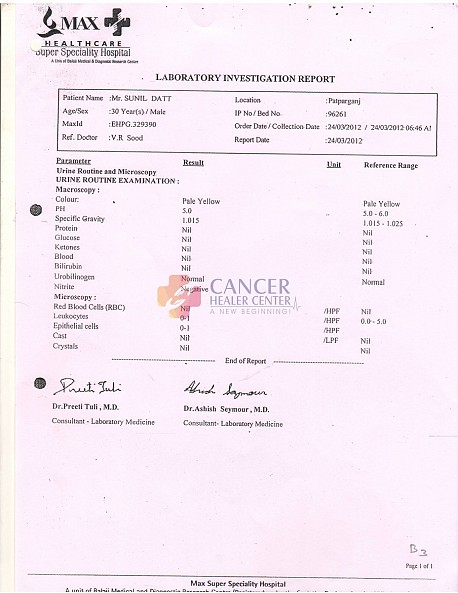 MAX
HEALTHCARE
Super Speciality Hospital
A Unit of Balaji Medical & Diagnostic Research Centre
LABORATORY INVESTIGATION REPORT
Patient Name :Mr. SUNIL DATT Location :Patparganj
Age/Sex :30 Year(s) / Male IP No / Bed No. :96261
MaxId :EHPG.329390 Order Date / Collection Date :24/03/2012 / 24/03/2012 06:46 AM
Ref. Doctor :V.R Sood Report Date :24/03/2012
Parameter Result Unit Reference Range
Urine Routine and Microscopy
URINE ROUTINE EXAMINATION :
Macroscopy :
Colour: Pale Yellow Pale Yellow
PH 5.0 5.0 - 6.0
Specific Gravity 1.015 1.015 - 1.025
Protein Nil Nil
Glucose Nil Nil
Ketones Nil Nil
Blood Nil Nil
Bilirubin Nil Nil
Urobilinogen Normal Normal
Nitrite Negative
CANCER
HEALER CENTER
A NEW BEGINNING!
Microscopy :
Red Blood Cells (RBC) Nil /HPF Nil
Leukocytes 0-1 /HPF 0.0 - 5.0
Epithelial cells 0-1 /HPF
Cast Nil /LPF Nil
Crystals Nil Nil
End of Report
Preeti Tuli Ashish Seymour
Dr.Preeti Tuli, M.D. Dr.Ashish Seymour, M.D.
Consultant- Laboratory Medicine Consultant- Laboratory Medicine
B3
Page 1 of 1
Max Super Speciality Hospital
A unit of Balaji Medical and Diagnostic Research Centre